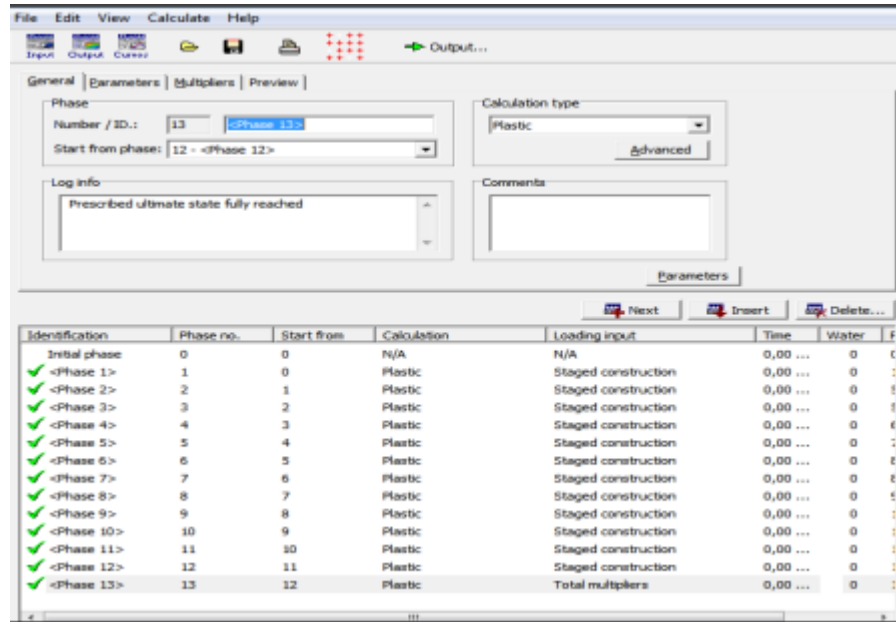 File Edit View Calculate Help
Input Output Curves Output...
General Parameters Multipliers Preview
Phase
Number / ID.: 13 <Phase 13>
Start from phase: 12 - <Phase 12>
Calculation type
Plastic
Advanced
Log info
Prescribed ultimate state fully reached
Comments
Parameters
Next Insert Delete...
Identification Phase no. Start from Calculation Loading input Time Water
Initial phase 0 0 N/A N/A 0,00 ... 0
<Phase 1> 1 0 Plastic Staged construction 0,00 ... 0
<Phase 2> 2 1 Plastic Staged construction 0,00 ... 0
<Phase 3> 3 2 Plastic Staged construction 0,00 ... 0
<Phase 4> 4 3 Plastic Staged construction 0,00 ... 0
<Phase 5> 5 4 Plastic Staged construction 0,00 ... 0
<Phase 6> 6 5 Plastic Staged construction 0,00 ... 0
<Phase 7> 7 6 Plastic Staged construction 0,00 ... 0
<Phase 8> 8 7 Plastic Staged construction 0,00 ... 0
<Phase 9> 9 8 Plastic Staged construction 0,00 ... 0
<Phase 10> 10 9 Plastic Staged construction 0,00 ... 0
<Phase 11> 11 10 Plastic Staged construction 0,00 ... 0
<Phase 12> 12 11 Plastic Staged construction 0,00 ... 0
<Phase 13> 13 12 Plastic Total multipliers 0,00 ... 0